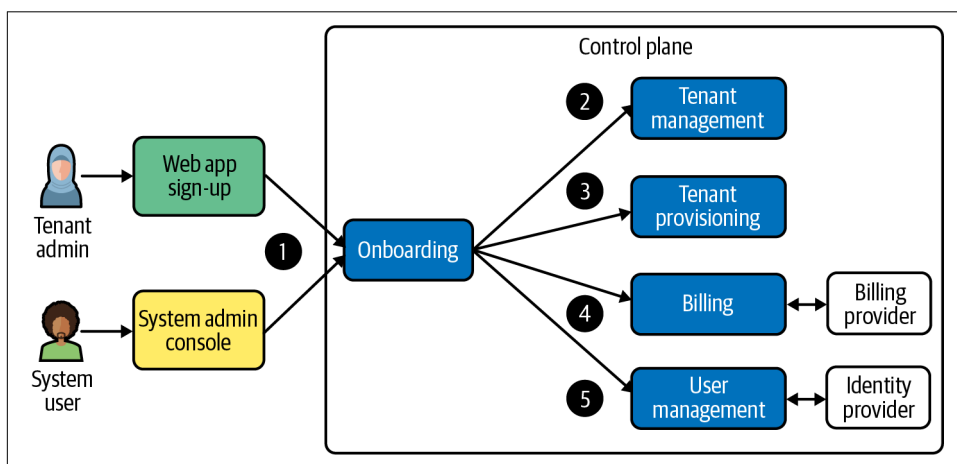 Control plane
2
Tenant
management
Web app
sign-up
Tenant
admin
3
Tenant
provisioning
1
Onboarding
System admin
console
System
user
4
Billing
Billing
provider
5
User
management
Identity
provider